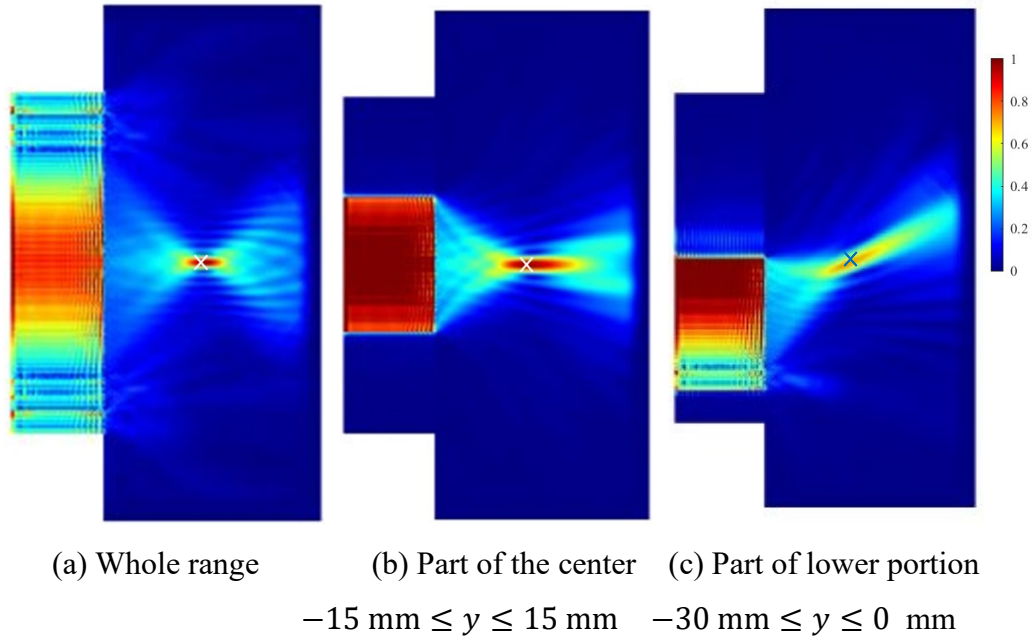 1
0.8
0.6
0.4
0.2
0
(a) Whole range
(b) Part of the center
(c) Part of lower portion
−15 mm ≤ y ≤ 15 mm
−30 mm ≤ y ≤ 0 mm